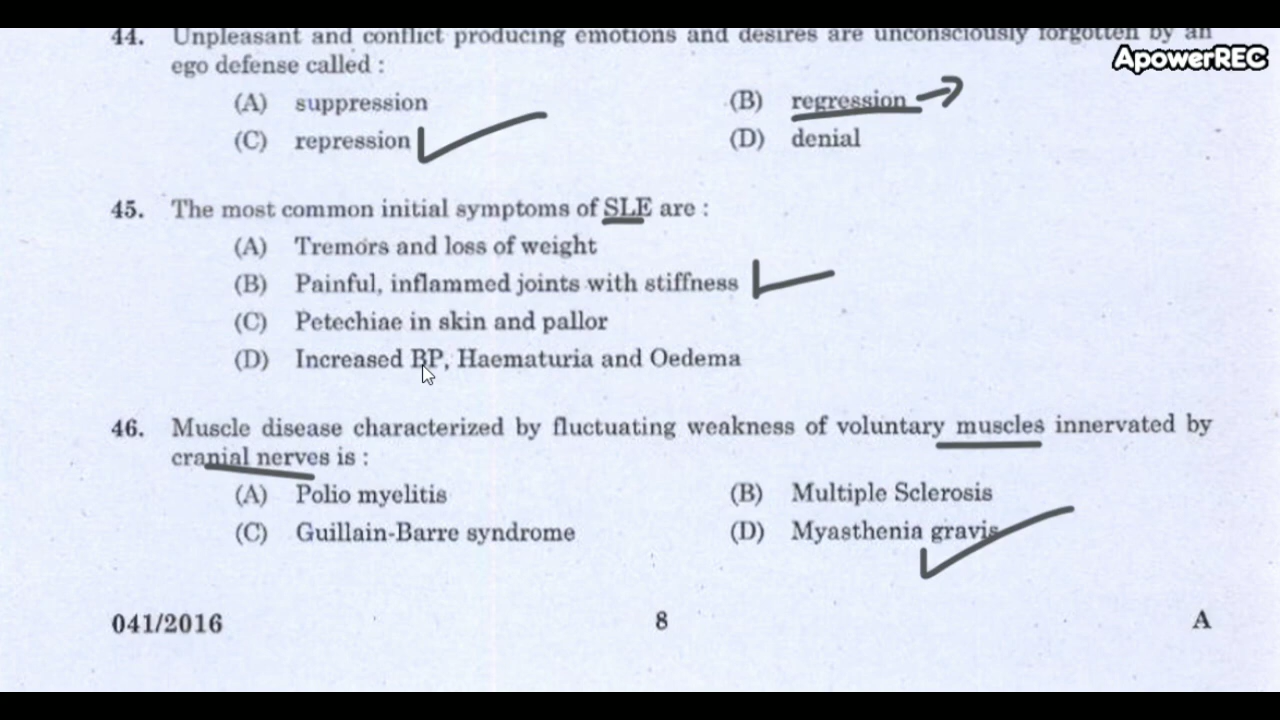 44. Unpleasant and conflict producing emotions and desires are unconsciously forgotten by an
ApowerREC
ego defense called :
(A) suppression (B) regression
(C) repression (D) denial
45. The most common initial symptoms of SLE are :
(A) Tremors and loss of weight
(B) Painful, inflammed joints with stiffness
(C) Petechiae in skin and pallor
(D) Increased BP, Haematuria and Oedema
46. Muscle disease characterized by fluctuating weakness of voluntary muscles innervated by
cranial nerves is :
(A) Polio myelitis (B) Multiple Sclerosis
(C) Guillain-Barre syndrome (D) Myasthenia gravis
041/2016 8 A